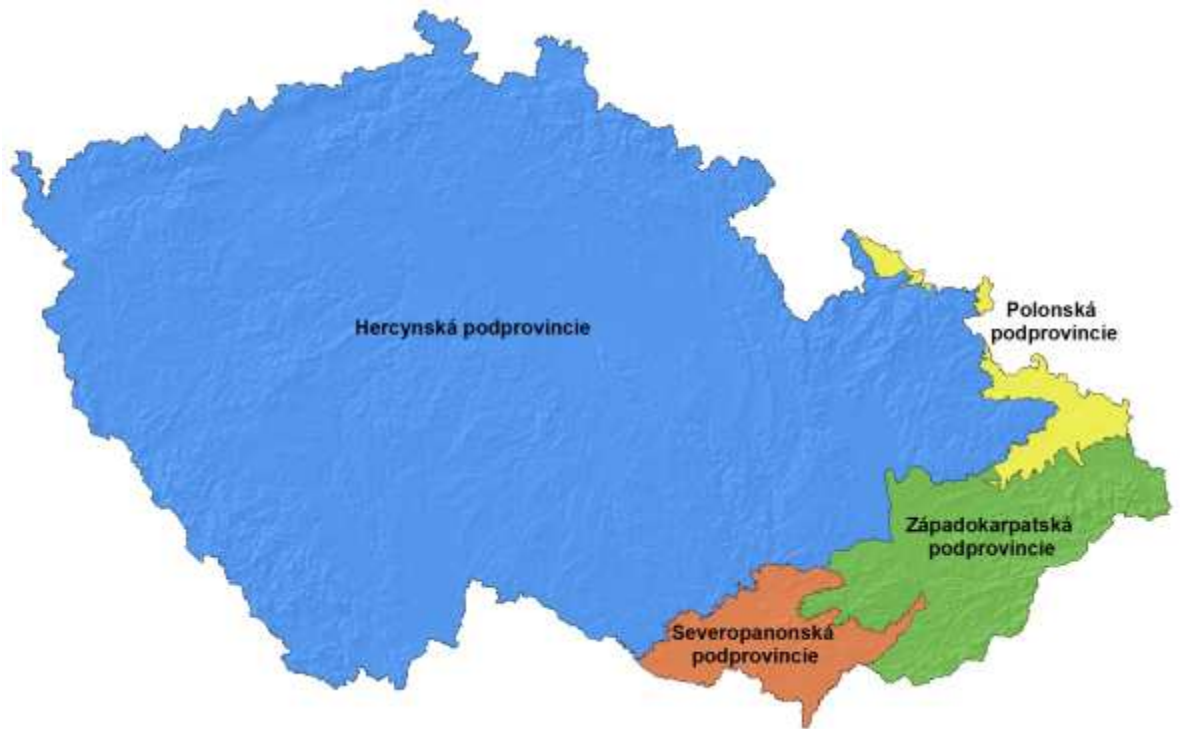 Hercynská podprovincie
Polonská
podprovincie
Západokarpatská
podprovincie
Severopanonská
podprovincie